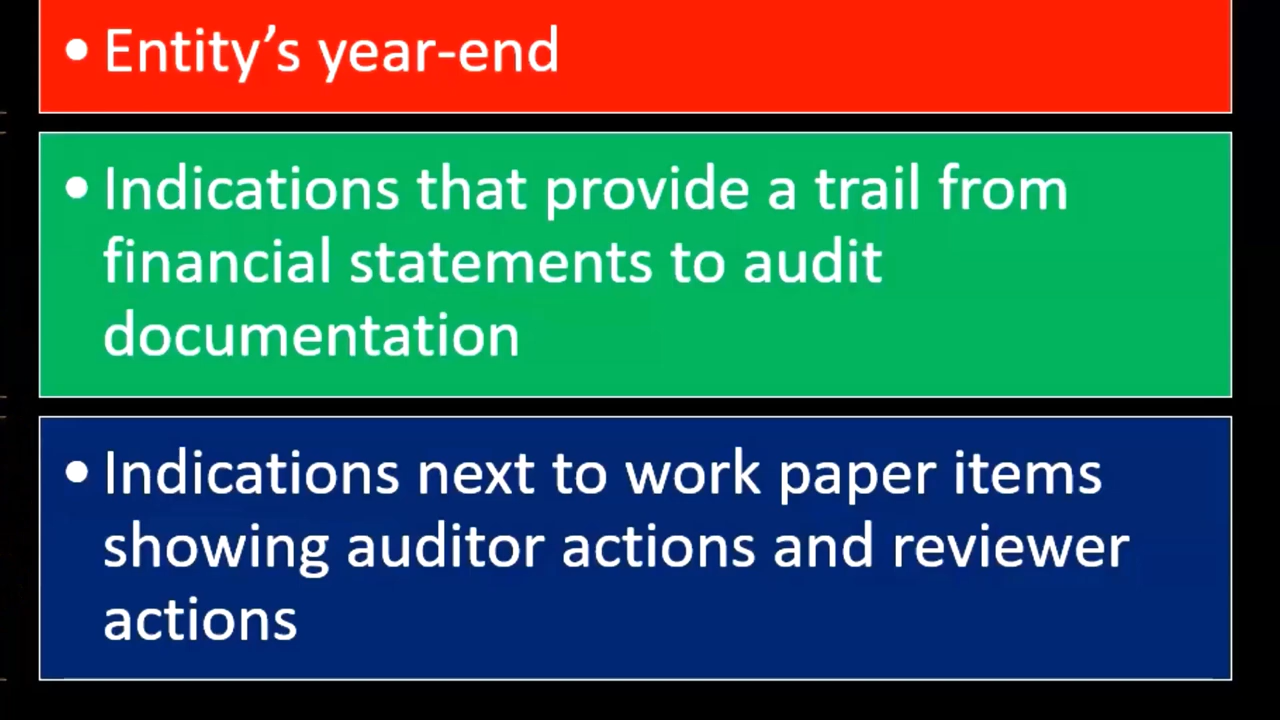 • Entity’s year-end
• Indications that provide a trail from
financial statements to audit
documentation
• Indications next to work paper items
showing auditor actions and reviewer
actions